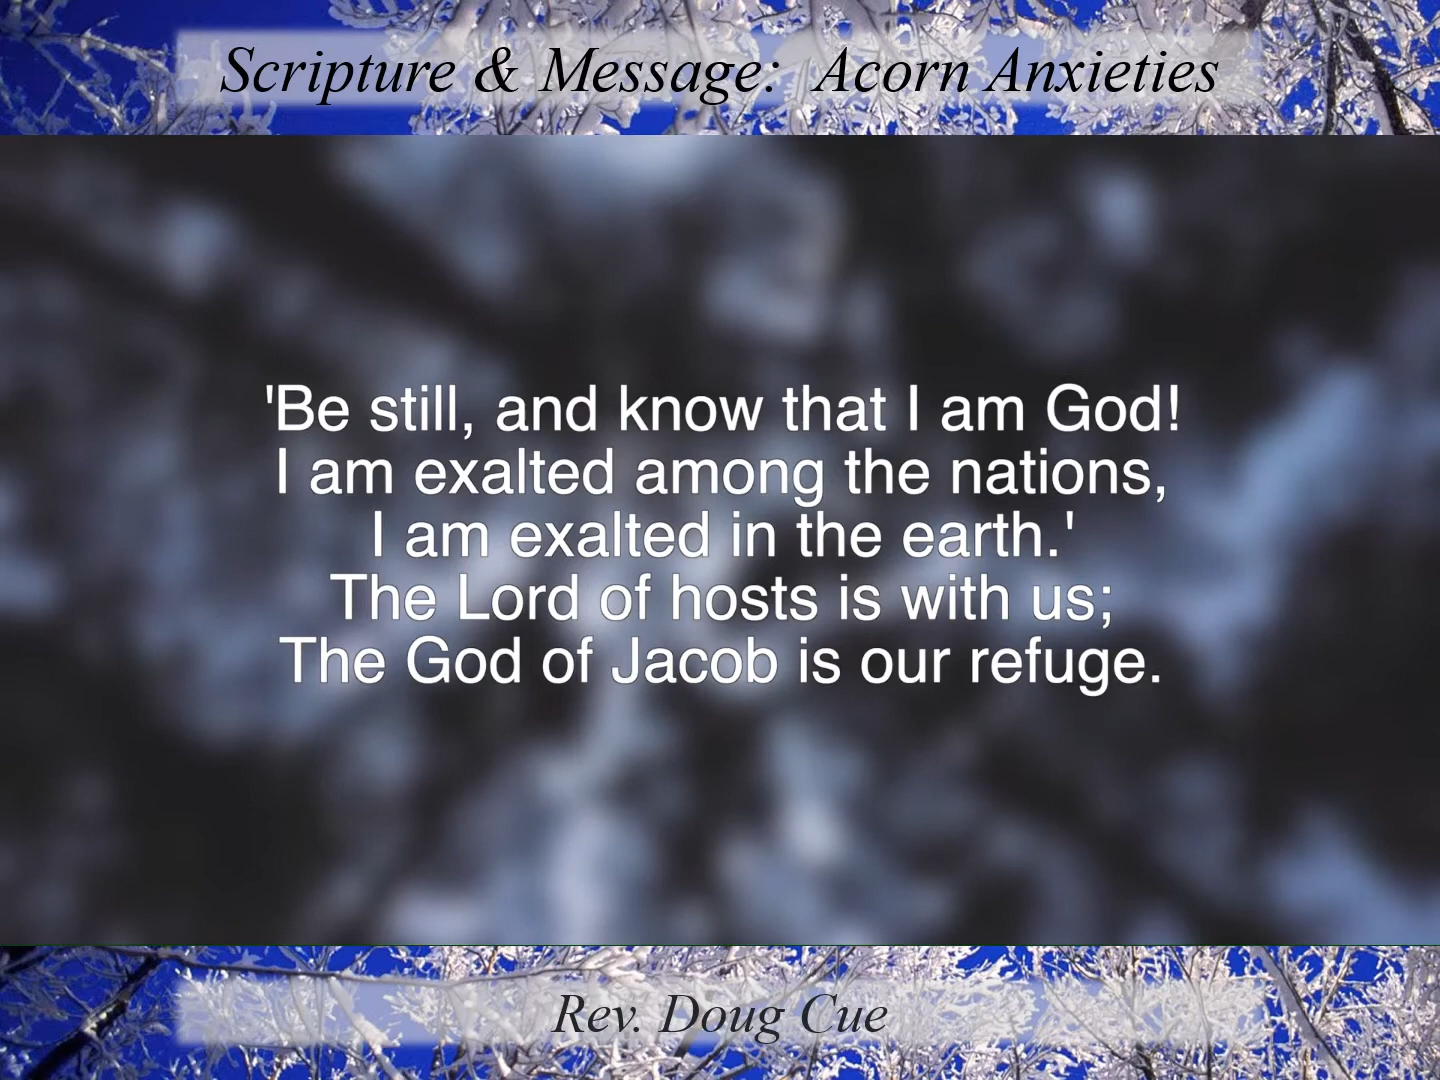 Scripture & Message:  Acorn Anxieties
'Be still, and know that I am God!
I am exalted among the nations,
I am exalted in the earth.'
The Lord of hosts is with us;
The God of Jacob is our refuge.
Rev. Doug Cue